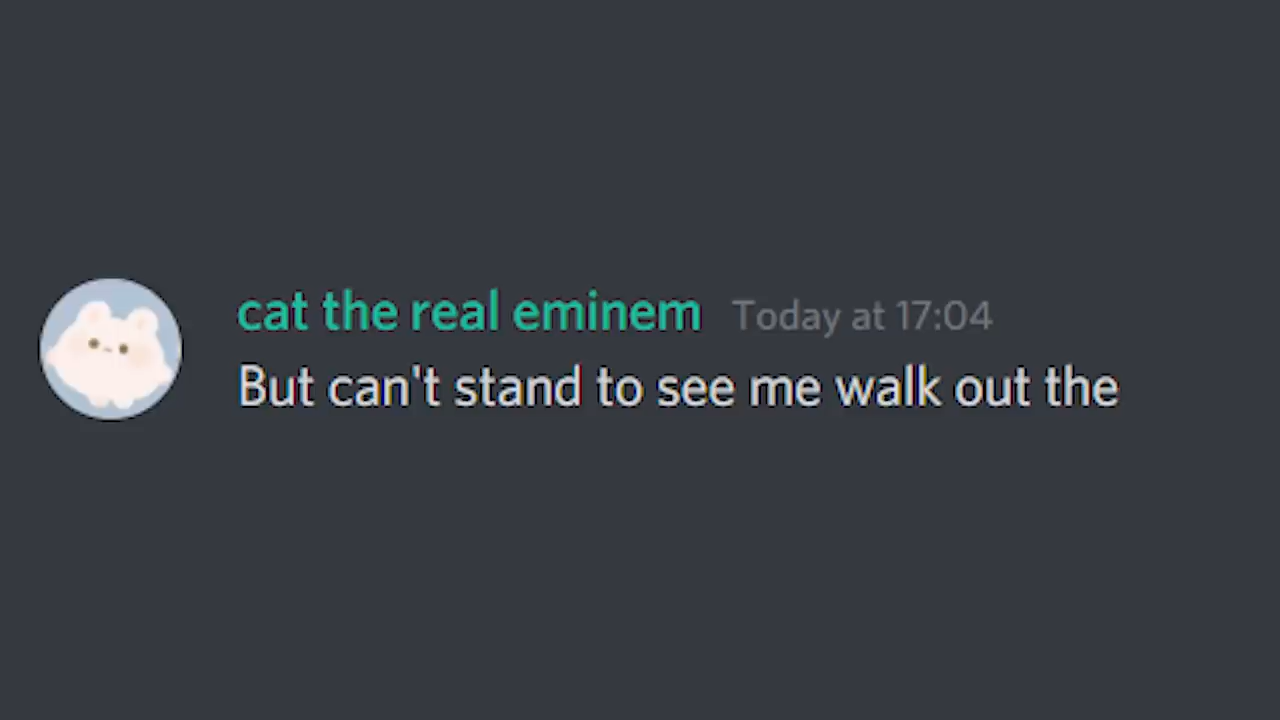 cat the real eminem Today at 17:04
But can't stand to see me walk out the